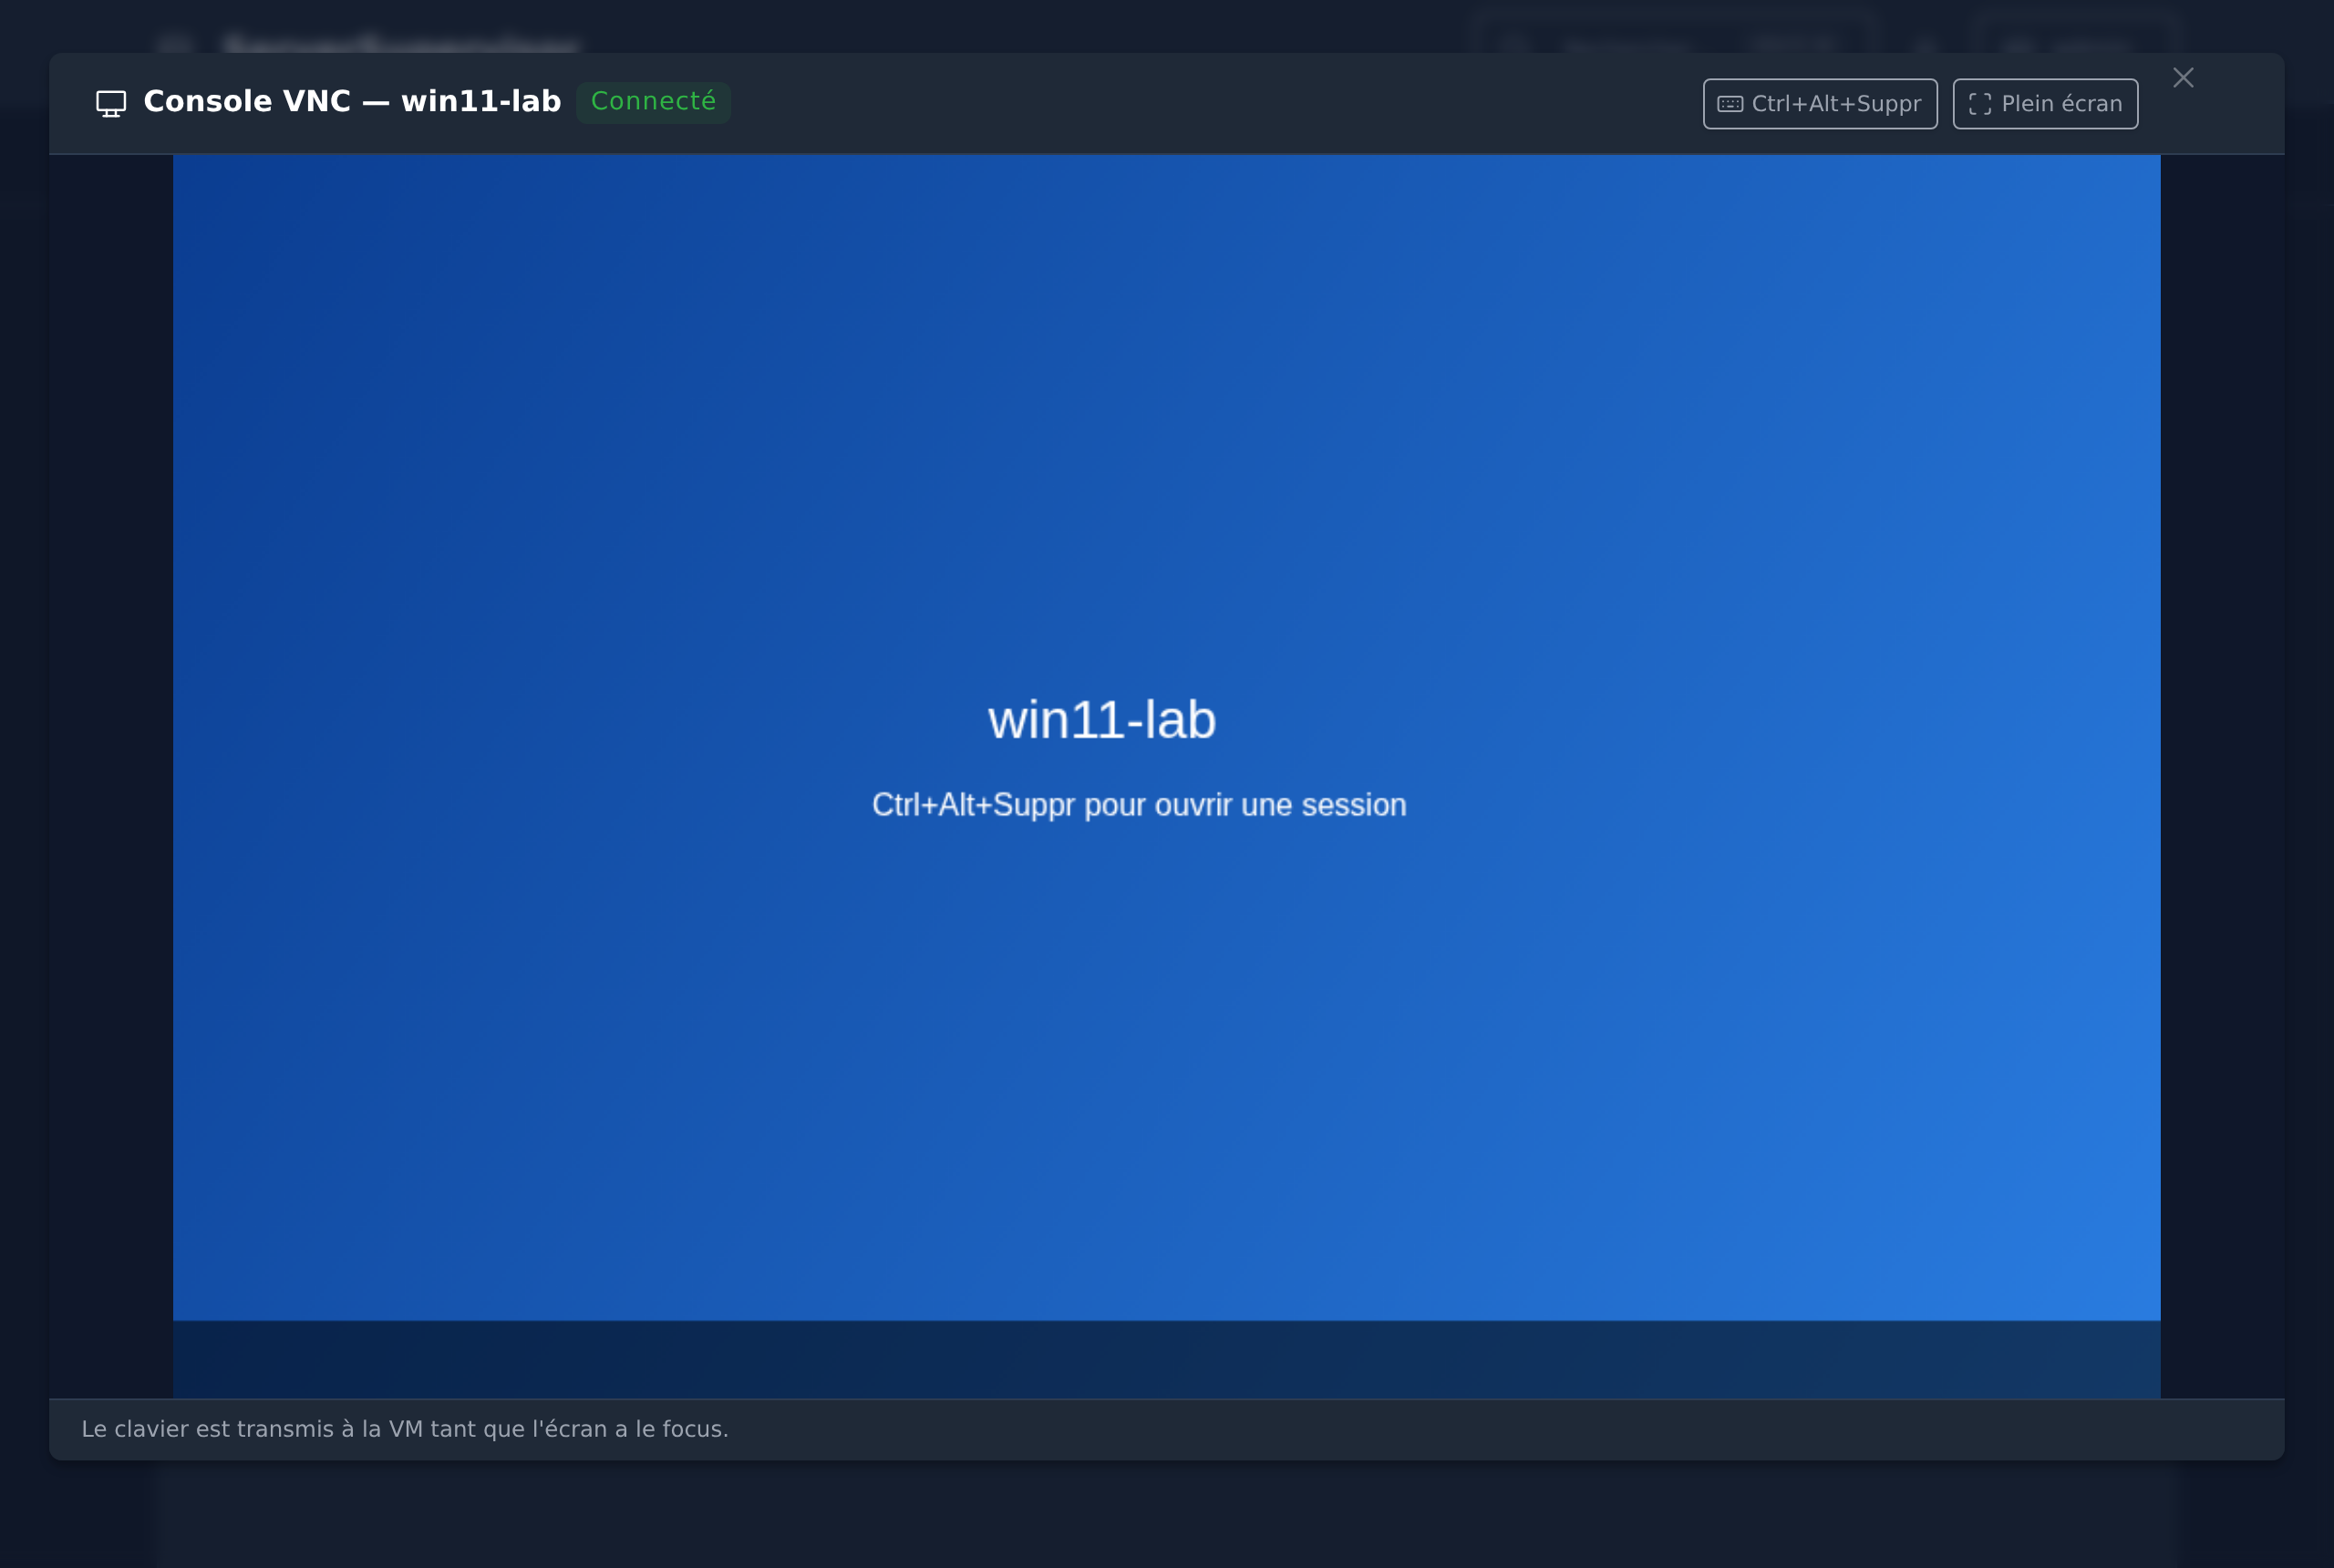 Console VNC — win11-lab
Connecté
Ctrl+Alt+Suppr
Plein écran
win11-lab
Ctrl+Alt+Suppr pour ouvrir une session
Le clavier est transmis à la VM tant que l'écran a le focus.